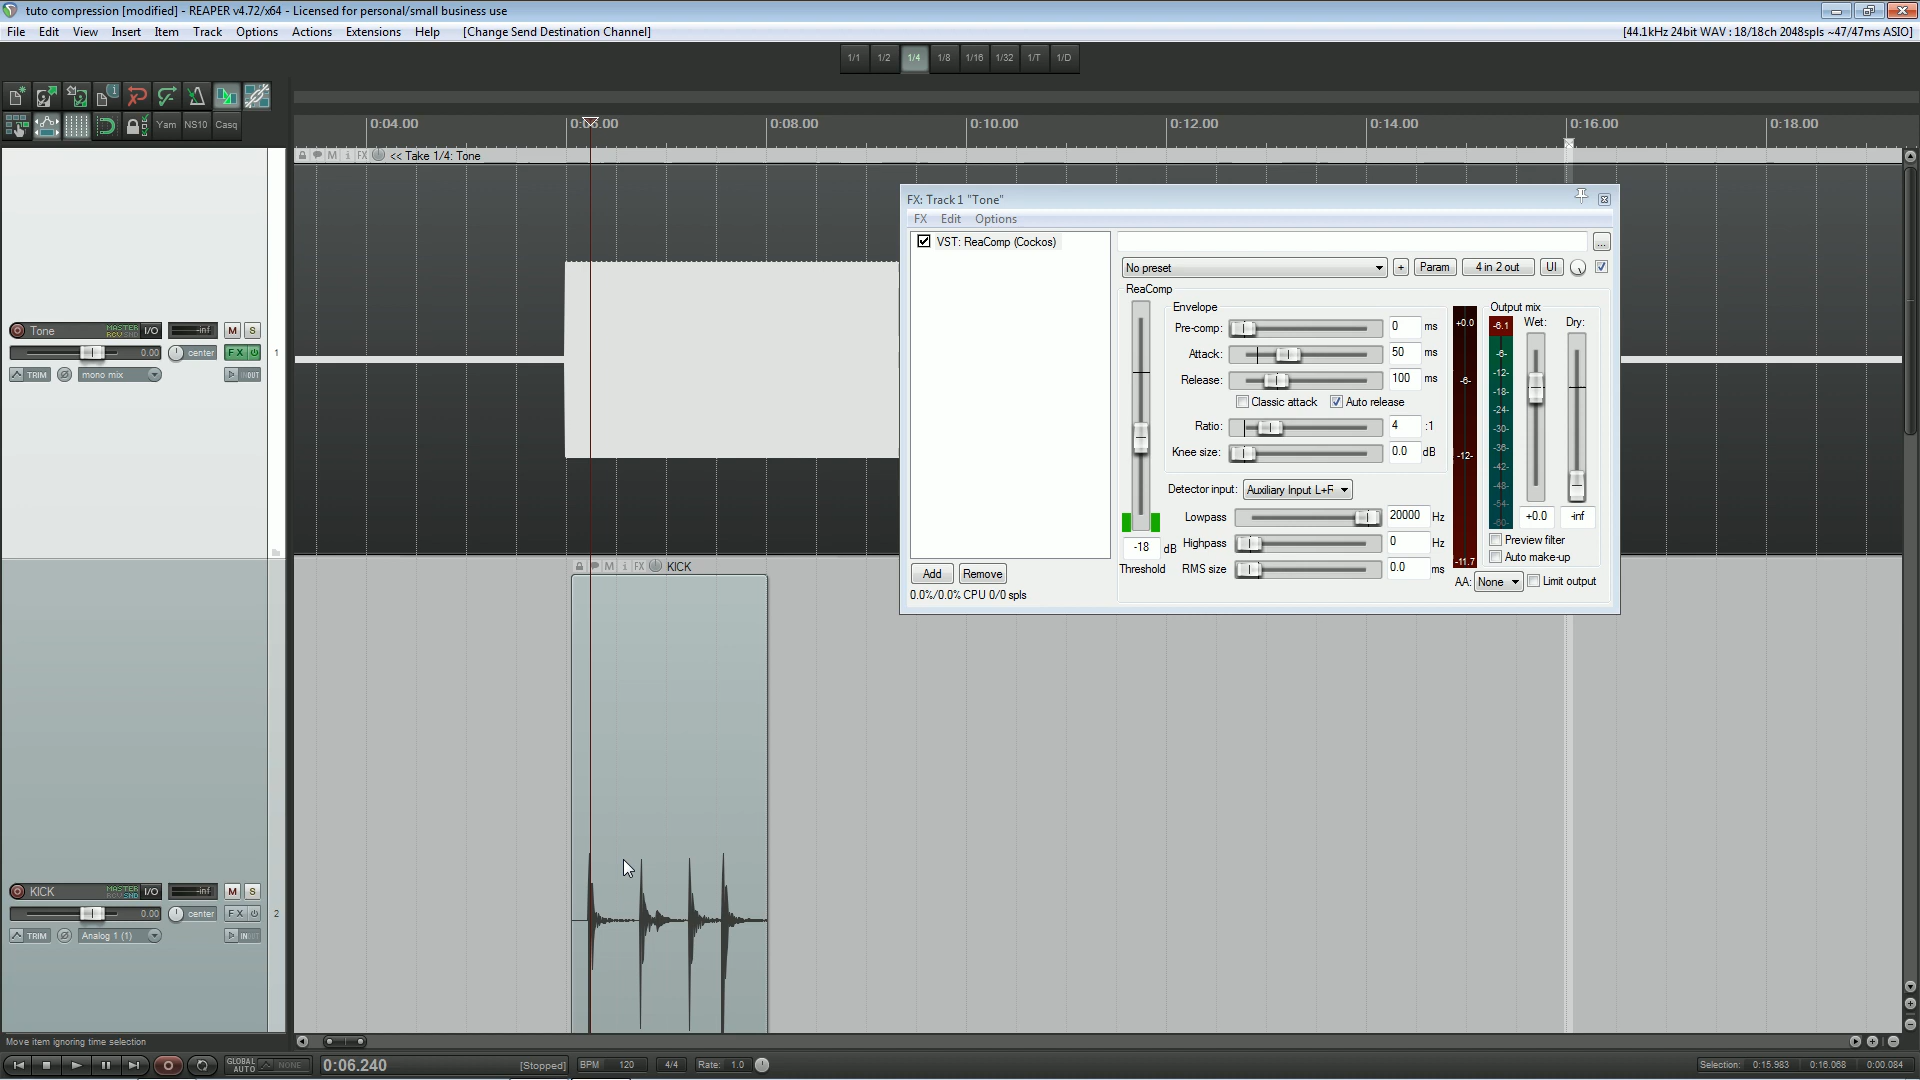 tuto compression [modified] - REAPER v4.72/x64 - Licensed for personal/small business use
File Edit View Insert Item Track Options Actions Extensions Help [Change Send Destination Channel]
[44.1kHz 24bit WAV : 18/18ch 2048spls ~47/47ms ASIO]
1/1 1/2 1/4 1/8 1/16 1/32 1/T 1/D
Yam NS10 Casq
0:04.00 0:06.00 0:08.00 0:10.00 0:12.00 0:14.00 0:16.00 0:18.00
M i FX << Take 1/4: Tone
FX: Track 1 "Tone"
FX Edit Options
VST: ReaComp (Cockos)
...
No preset + Param 4 in 2 out UI
ReaComp
Envelope
Output mix
Pre-comp: 0 ms
Wet: Dry:
Attack: 50 ms
Release: 100 ms
Classic attack Auto release
Ratio: 4 :1
Knee size: 0.0 dB
Detector input: Auxiliary Input L+R
Lowpass 20000 Hz
Highpass 0 Hz
RMS size 0.0 ms
-18 dB
Threshold
+0.0
-6-
-12-
-11.7
-6.1
-6-
-12-
-18-
-24-
-30-
-36-
-42-
-48-
-54-
-60-
+0.0 -inf
Preview filter
Auto make-up
AA: None Limit output
Add Remove
0.0%/0.0% CPU 0/0 spls
Tone MASTER I/O -inf M S
RCV SND
0.00 center FX 1
TRIM mono mix IN OUT
M i FX KICK
KICK MASTER I/O -inf M S
RCV SND
0.00 center FX 2
TRIM Analog 1 (1) IN OUT
Move item ignoring time selection
GLOBAL
AUTO NONE
0:06.240 [Stopped] BPM 120 4/4 Rate: 1.0
Selection: 0:15.983 0:16.068 0:00.084